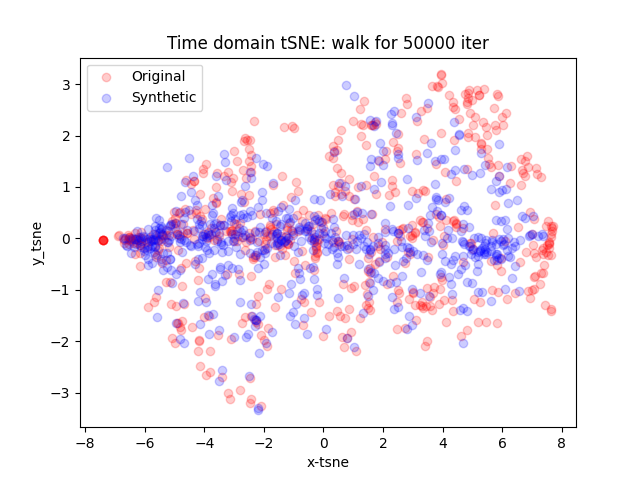 Time domain tSNE: walk for 50000 iter
Original
Synthetic
3
2
1
0
−1
−2
−3
y_tsne
−8 −6 −4 −2 0 2 4 6 8
x-tsne